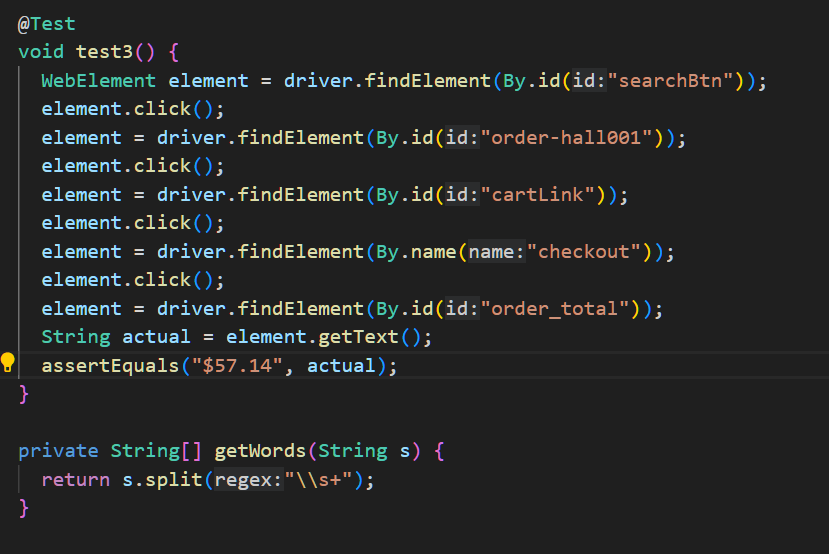 @Test
void test3() {
WebElement element = driver.findElement(By.id(id:"searchBtn"));
element.click();
element = driver.findElement(By.id(id:"order-hall001"));
element.click();
element = driver.findElement(By.id(id:"cartLink"));
element.click();
element = driver.findElement(By.name(name:"checkout"));
element.click();
element = driver.findElement(By.id(id:"order_total"));
String actual = element.getText();
assertEquals("$57.14", actual);
}
private String[] getWords(String s) {
return s.split(regex:"\\s+");
}